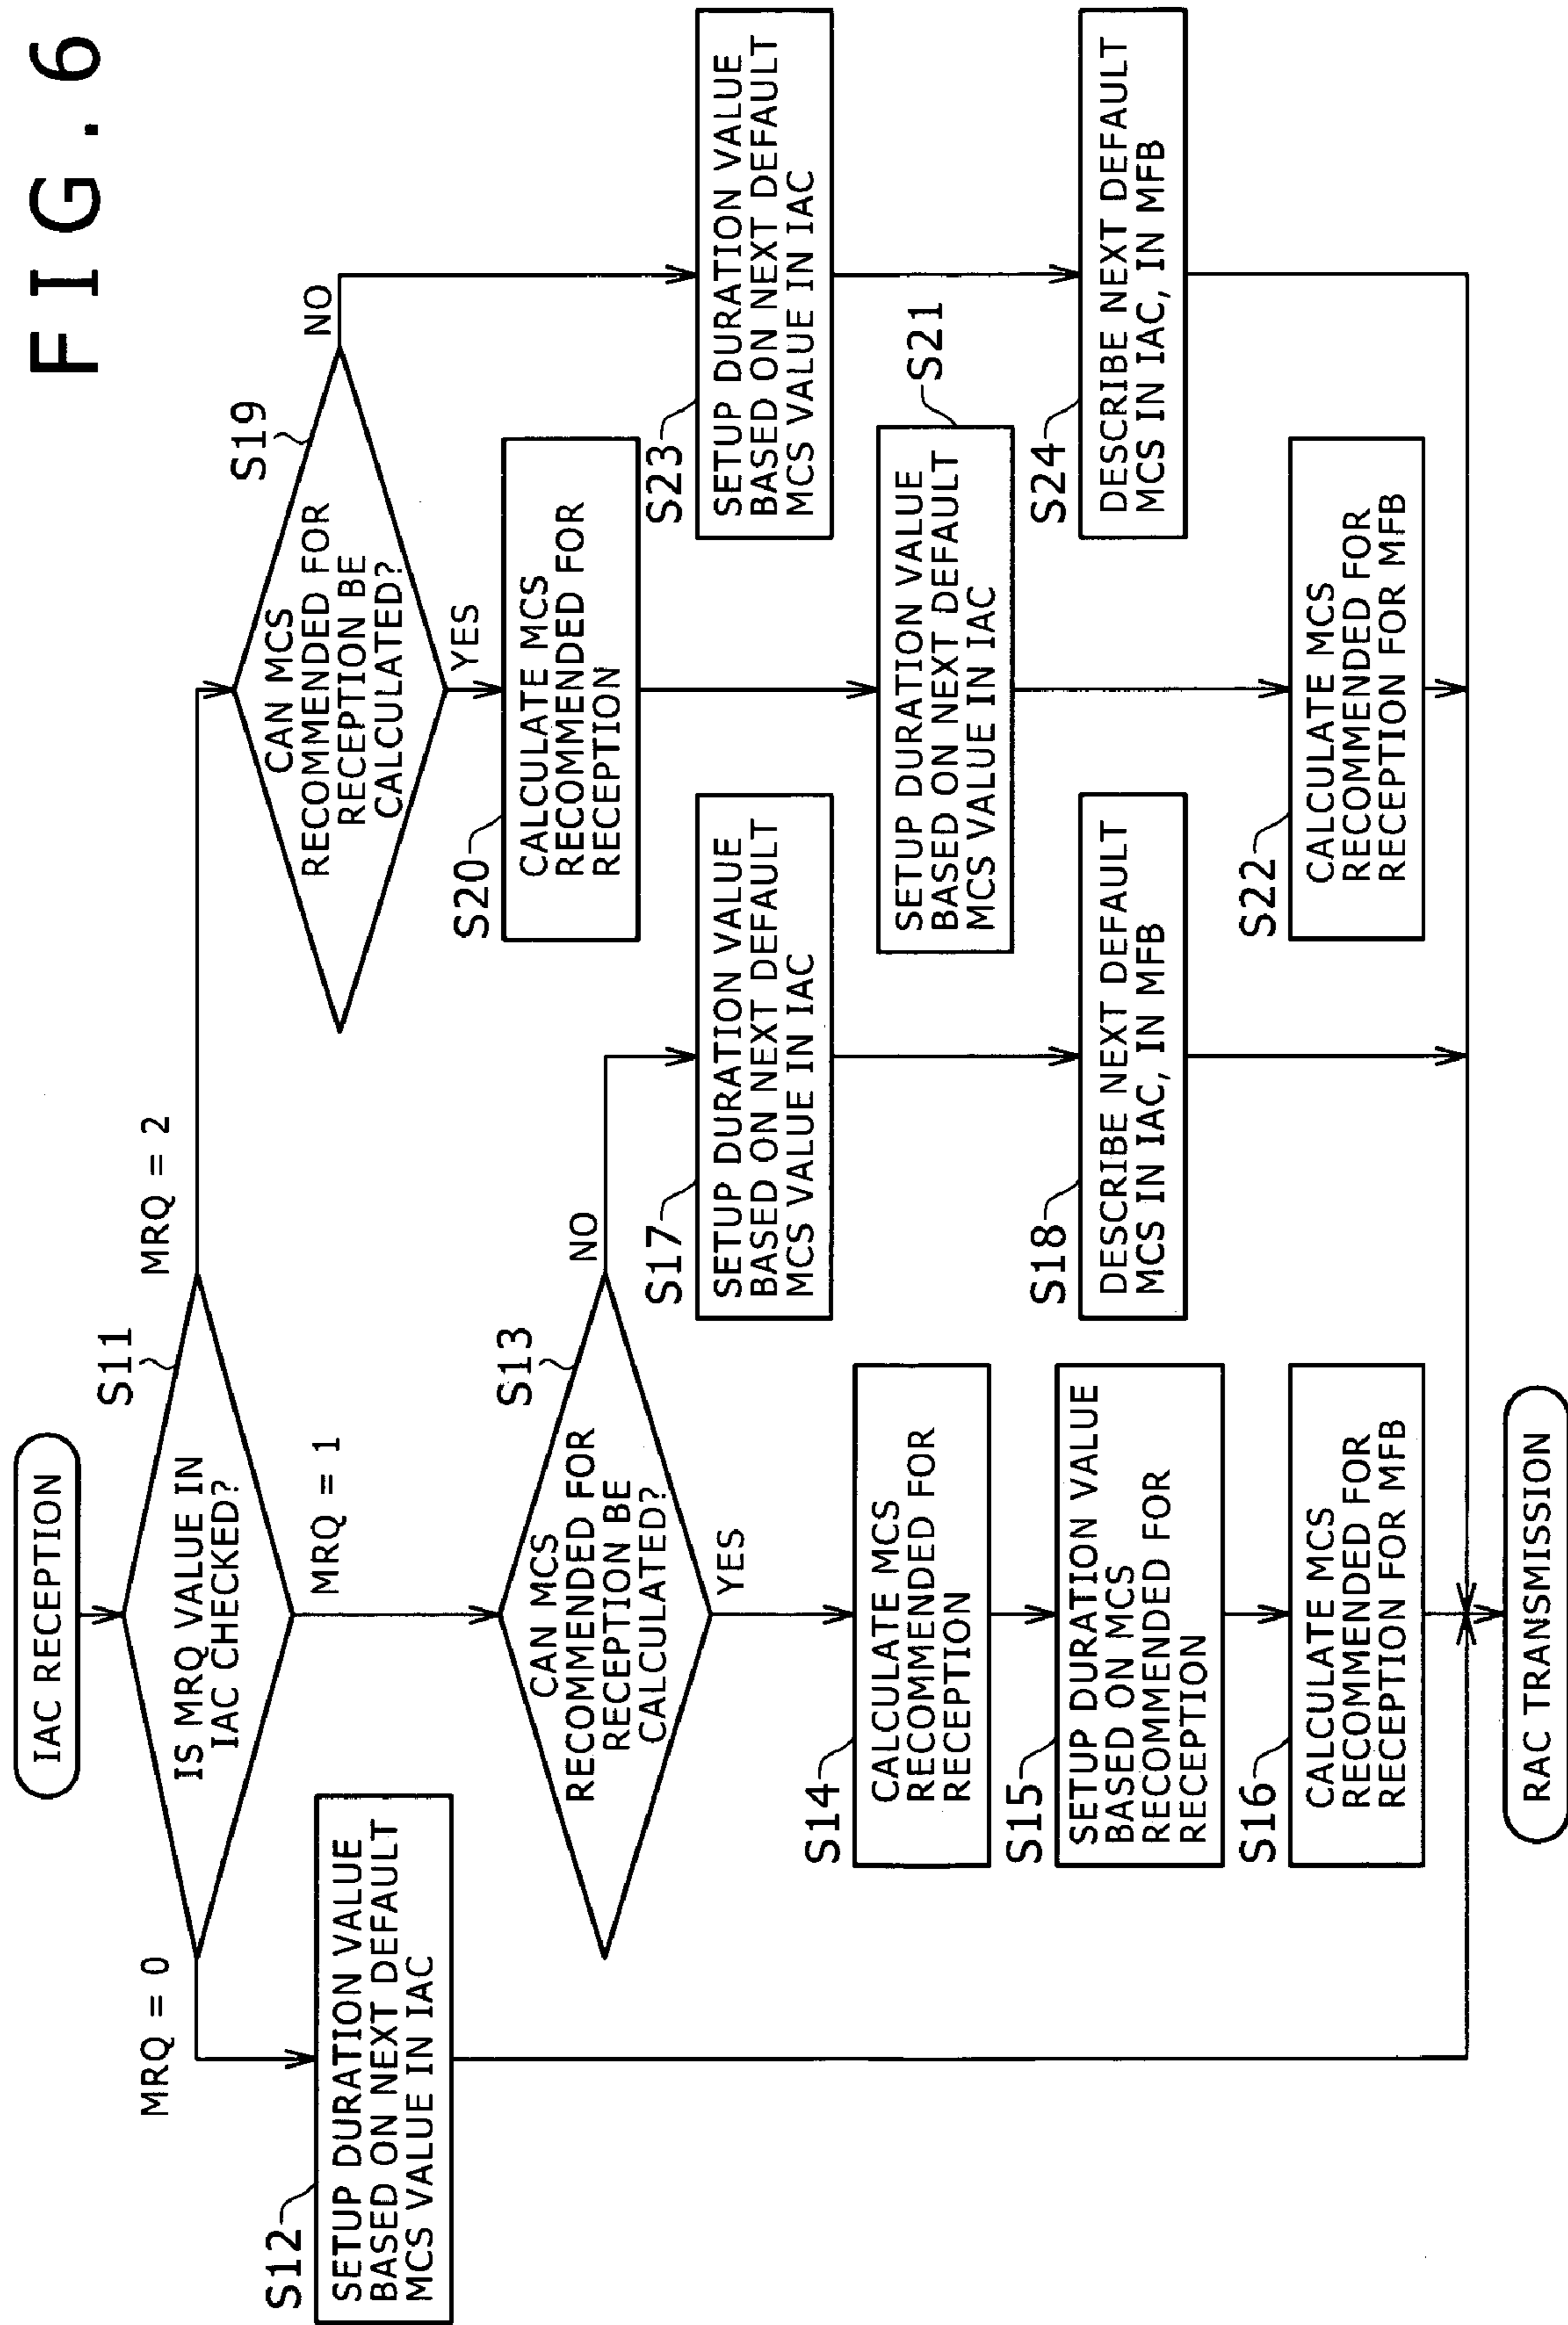 FIG. 6
IAC RECEPTION
S11
IS MRQ VALUE IN
IAC CHECKED?
MRQ = 0
MRQ = 1
MRQ = 2
S12
SETUP DURATION VALUE
BASED ON NEXT DEFAULT
MCS VALUE IN IAC
S13
CAN MCS
RECOMMENDED FOR
RECEPTION BE
CALCULATED?
YES
NO
S14
CALCULATE MCS
RECOMMENDED FOR
RECEPTION
S15
SETUP DURATION VALUE
BASED ON MCS
RECOMMENDED FOR
RECEPTION
S16
CALCULATE MCS
RECOMMENDED FOR
RECEPTION FOR MFB
S17
SETUP DURATION VALUE
BASED ON NEXT DEFAULT
MCS VALUE IN IAC
S18
DESCRIBE NEXT DEFAULT
MCS IN IAC, IN MFB
S19
CAN MCS
RECOMMENDED FOR
RECEPTION BE
CALCULATED?
YES
NO
S20
CALCULATE MCS
RECOMMENDED FOR
RECEPTION
S21
SETUP DURATION VALUE
BASED ON NEXT DEFAULT
MCS VALUE IN IAC
S22
CALCULATE MCS
RECOMMENDED FOR
RECEPTION FOR MFB
S23
SETUP DURATION VALUE
BASED ON NEXT DEFAULT
MCS VALUE IN IAC
S24
DESCRIBE NEXT DEFAULT
MCS IN IAC, IN MFB
RAC TRANSMISSION